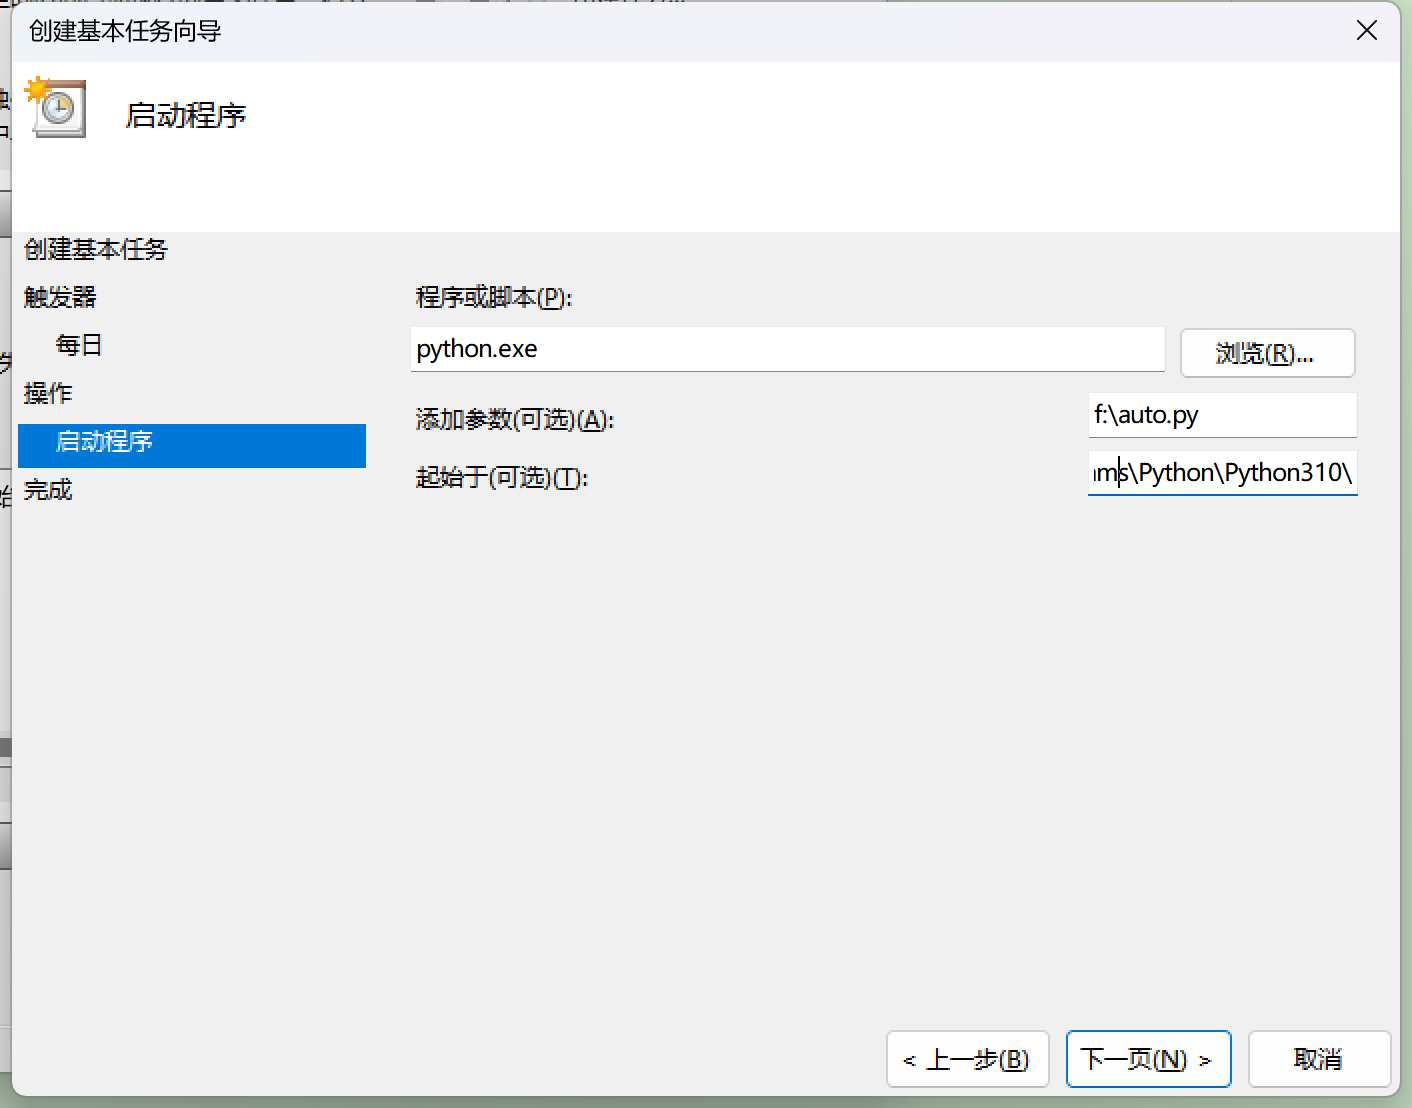 创建基本任务向导
启动程序
创建基本任务
触发器
每日
操作
启动程序
完成
程序或脚本(P):
python.exe
浏览(R)...
添加参数(可选)(A):
f:\auto.py
起始于(可选)(T):
ms\Python\Python310\
< 上一步(B)
下一页(N) >
取消